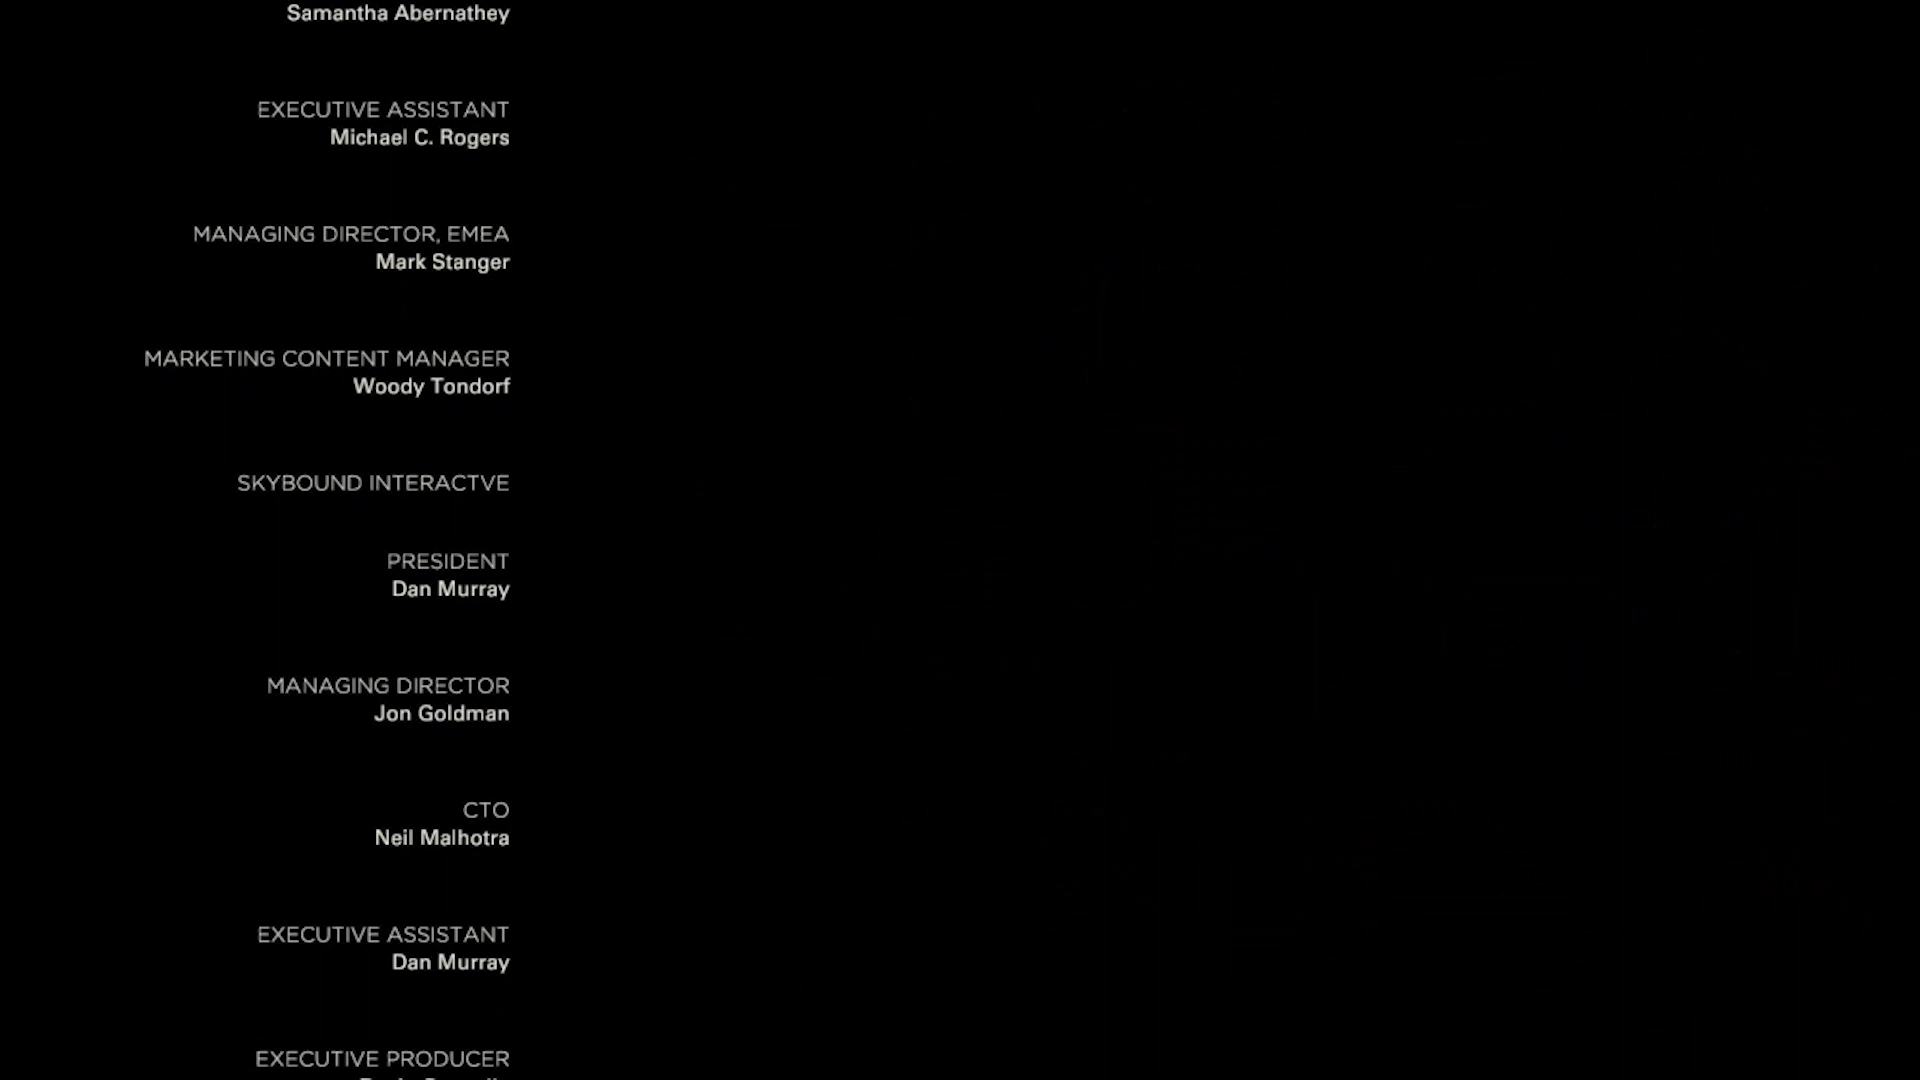 Samantha Abernathey
EXECUTIVE ASSISTANT
Michael C. Rogers
MANAGING DIRECTOR, EMEA
Mark Stanger
MARKETING CONTENT MANAGER
Woody Tondorf
SKYBOUND INTERACTVE
PRESIDENT
Dan Murray
MANAGING DIRECTOR
Jon Goldman
CTO
Neil Malhotra
EXECUTIVE ASSISTANT
Dan Murray
EXECUTIVE PRODUCER